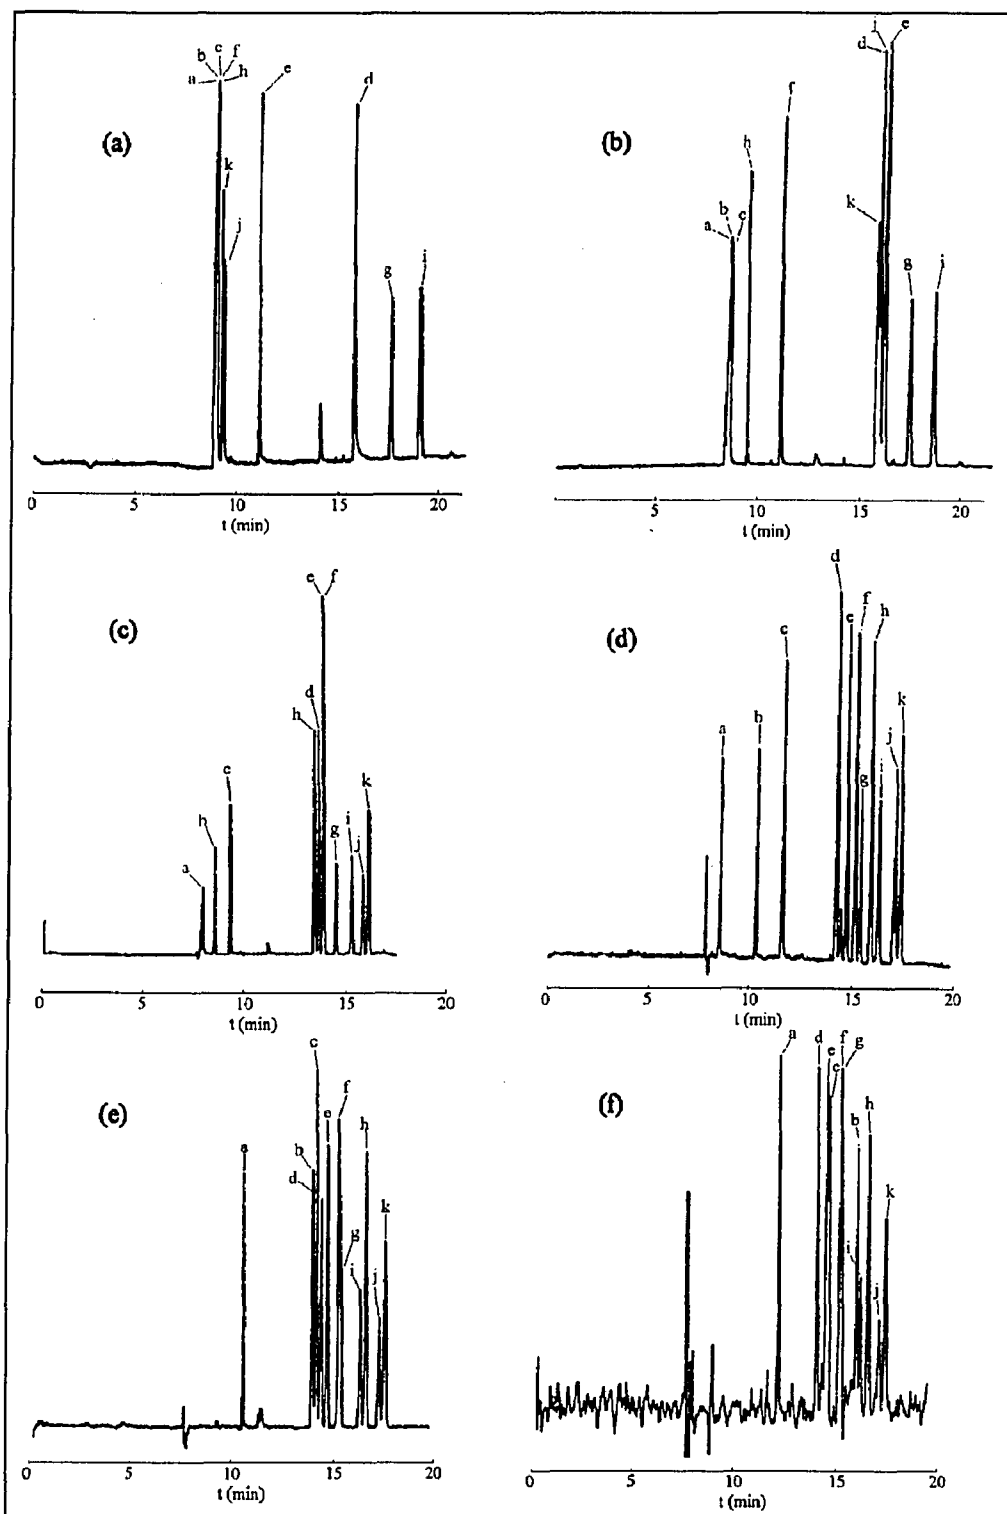 c
b f
a h
e
d
(a)
k
j
g i
0 5 10 15 20
t (min)
j e
d
f
(b)
h
b c
a
k
g i
5 10 15 20
t (min)
e f
(c)
d
h
c
k
b
g i j
a
0 5 10 15 20
t (min)
d
f
c e h
(d)
a b
k
j
i
g
0 5 10 15 20
t (min)
c
e f
(e)
h
a
b
d
k
g
i
j
0 5 10 15 20
t (min)
a d f g
e
c
(f)
h
b
k
i
j
0 5 10 15 20
t (min)